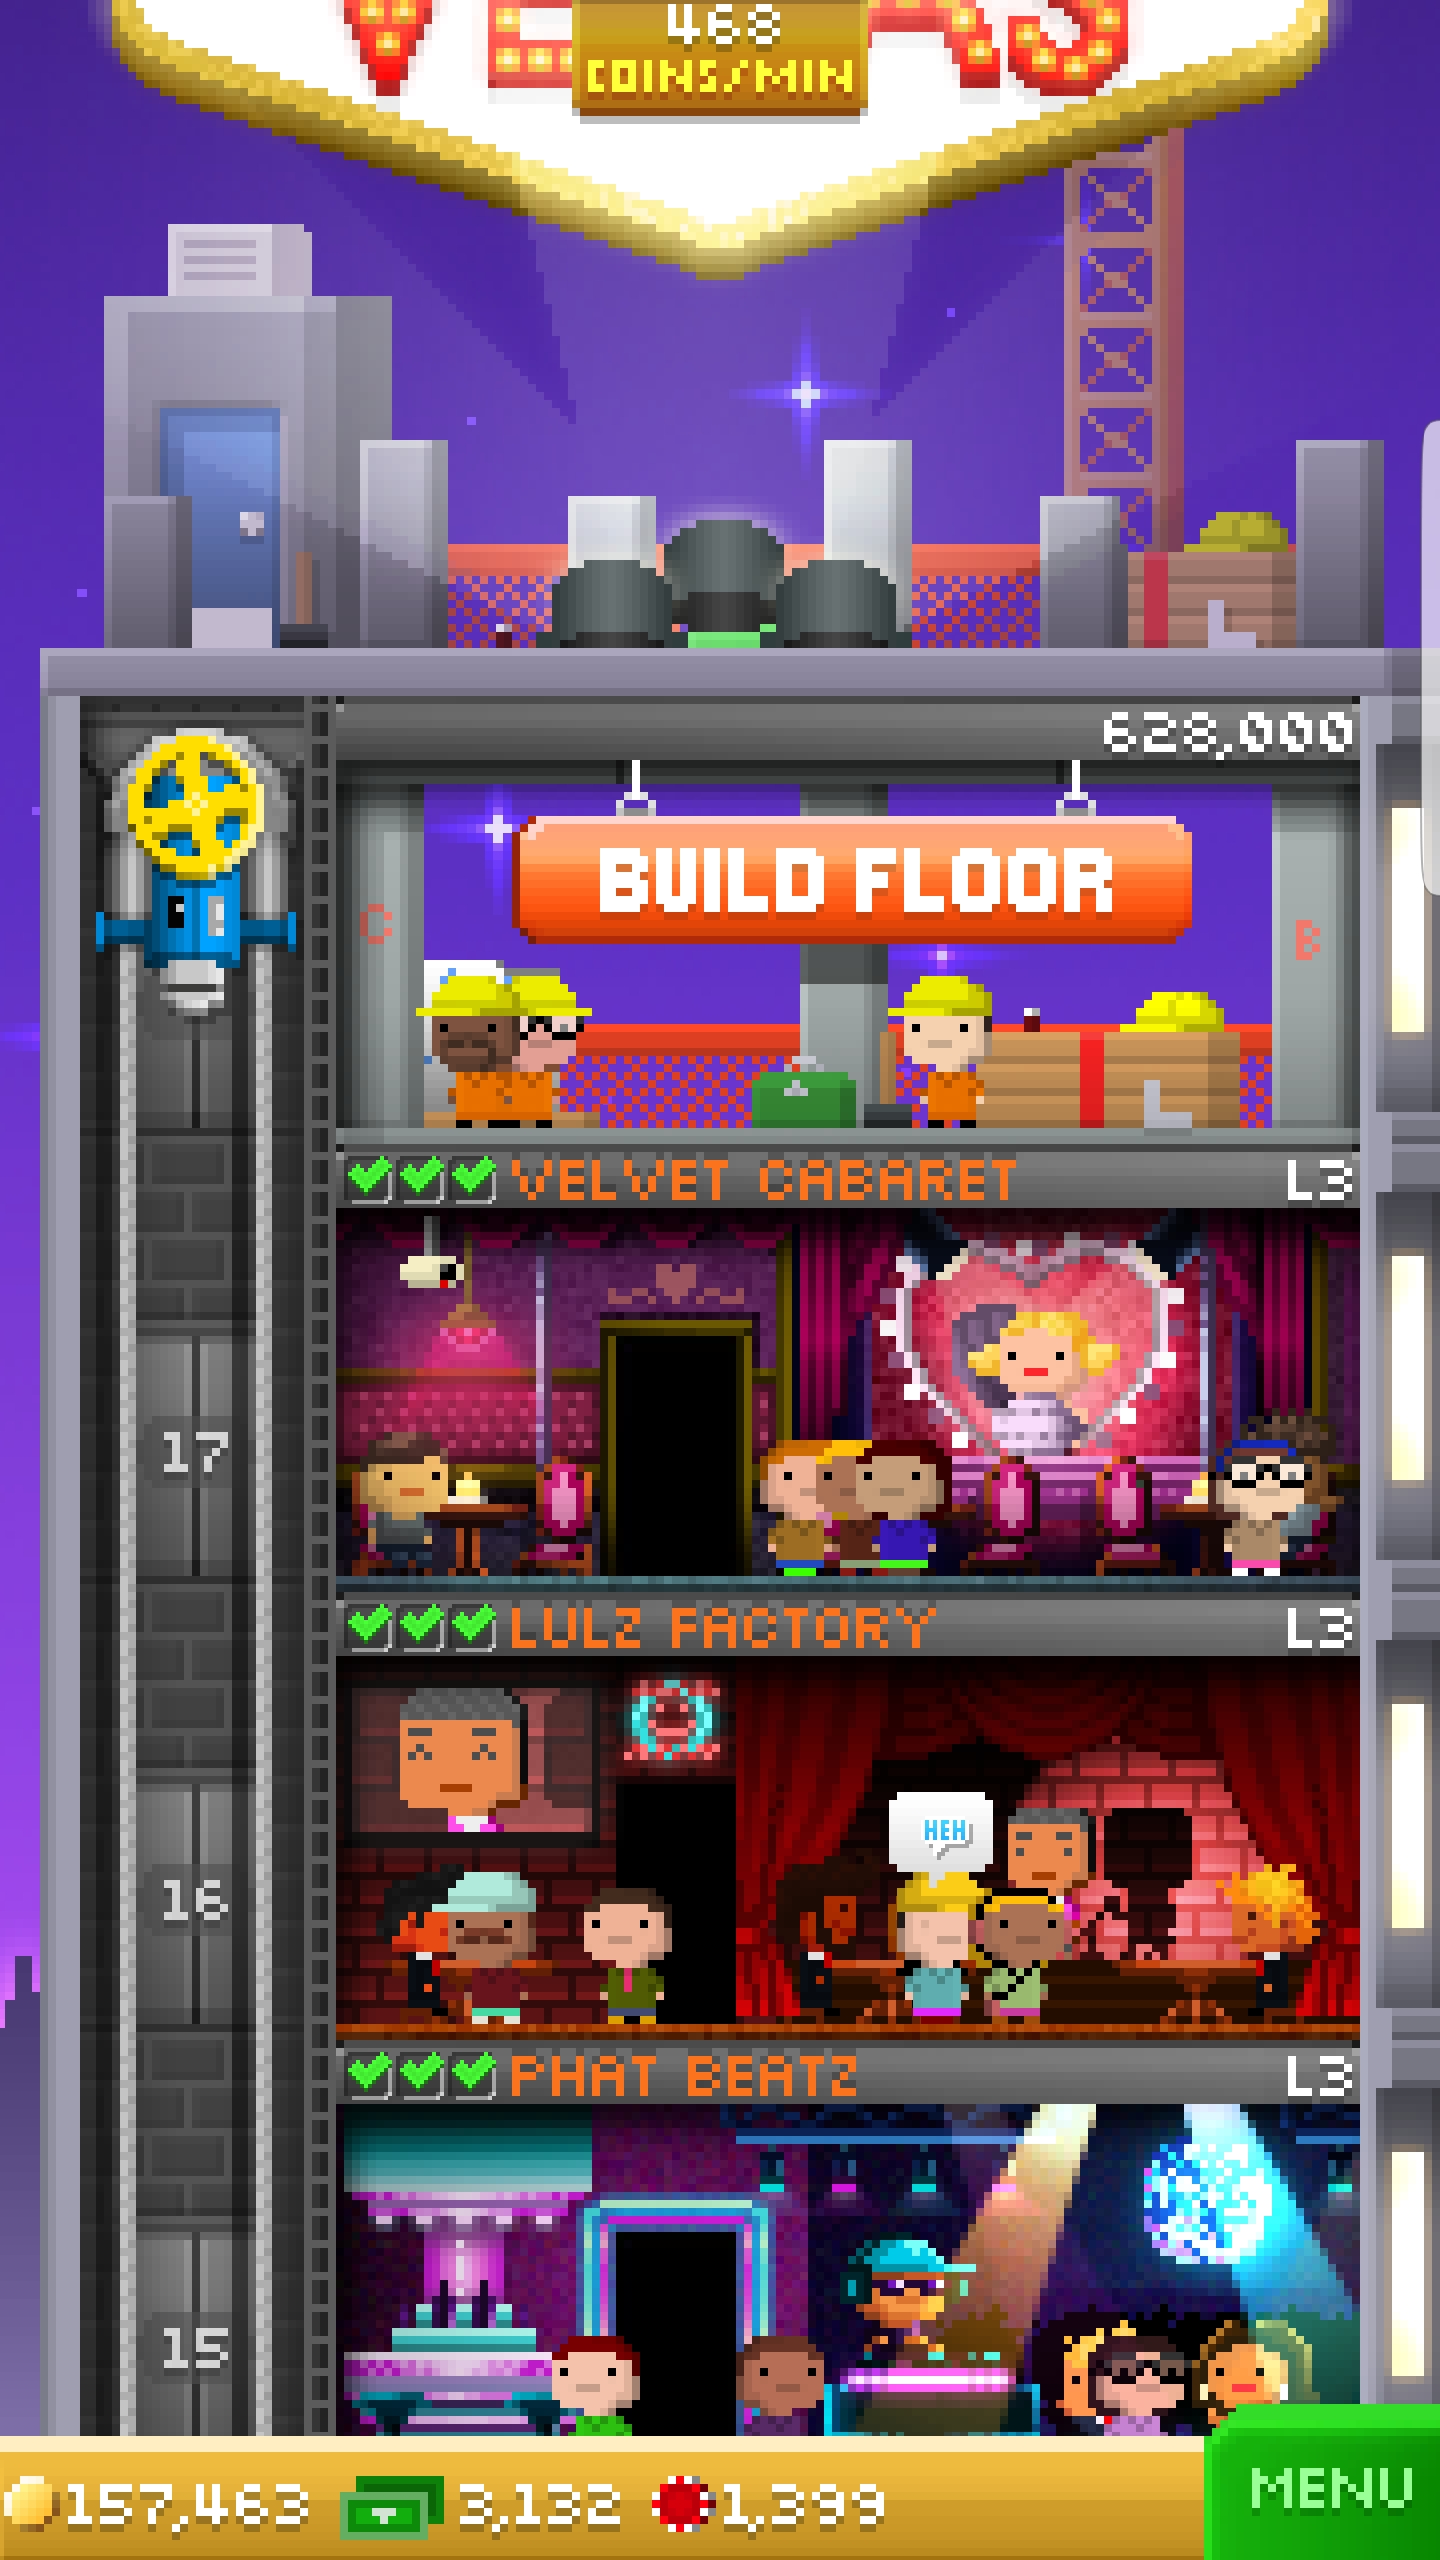 468
COINS/MIN
628,000
BUILD FLOOR
C
B
VELVET CABARET L3
17
LULZ FACTORY L3
HEH
16
PHAT BEATZ L3
15
157,463 3,132 1,399
MENU